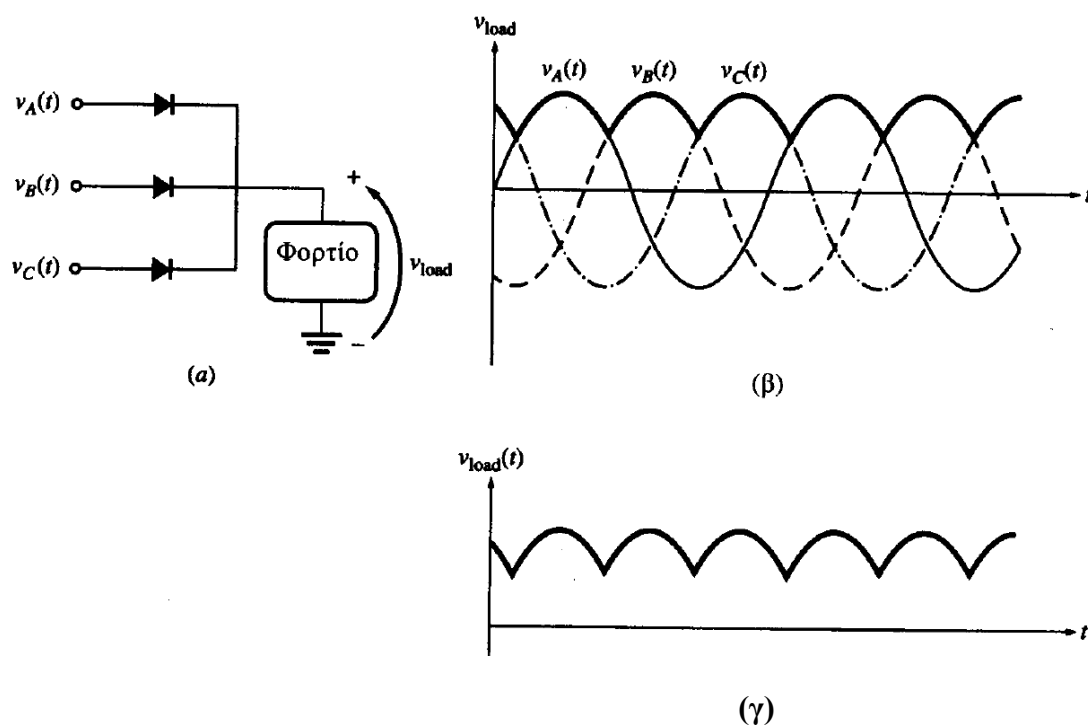 v_A(t)
v_B(t)
v_C(t)
+
Φορτίο
v_load
−
(a)
v_load
v_A(t) v_B(t) v_C(t)
t
(β)
v_load(t)
t
(γ)